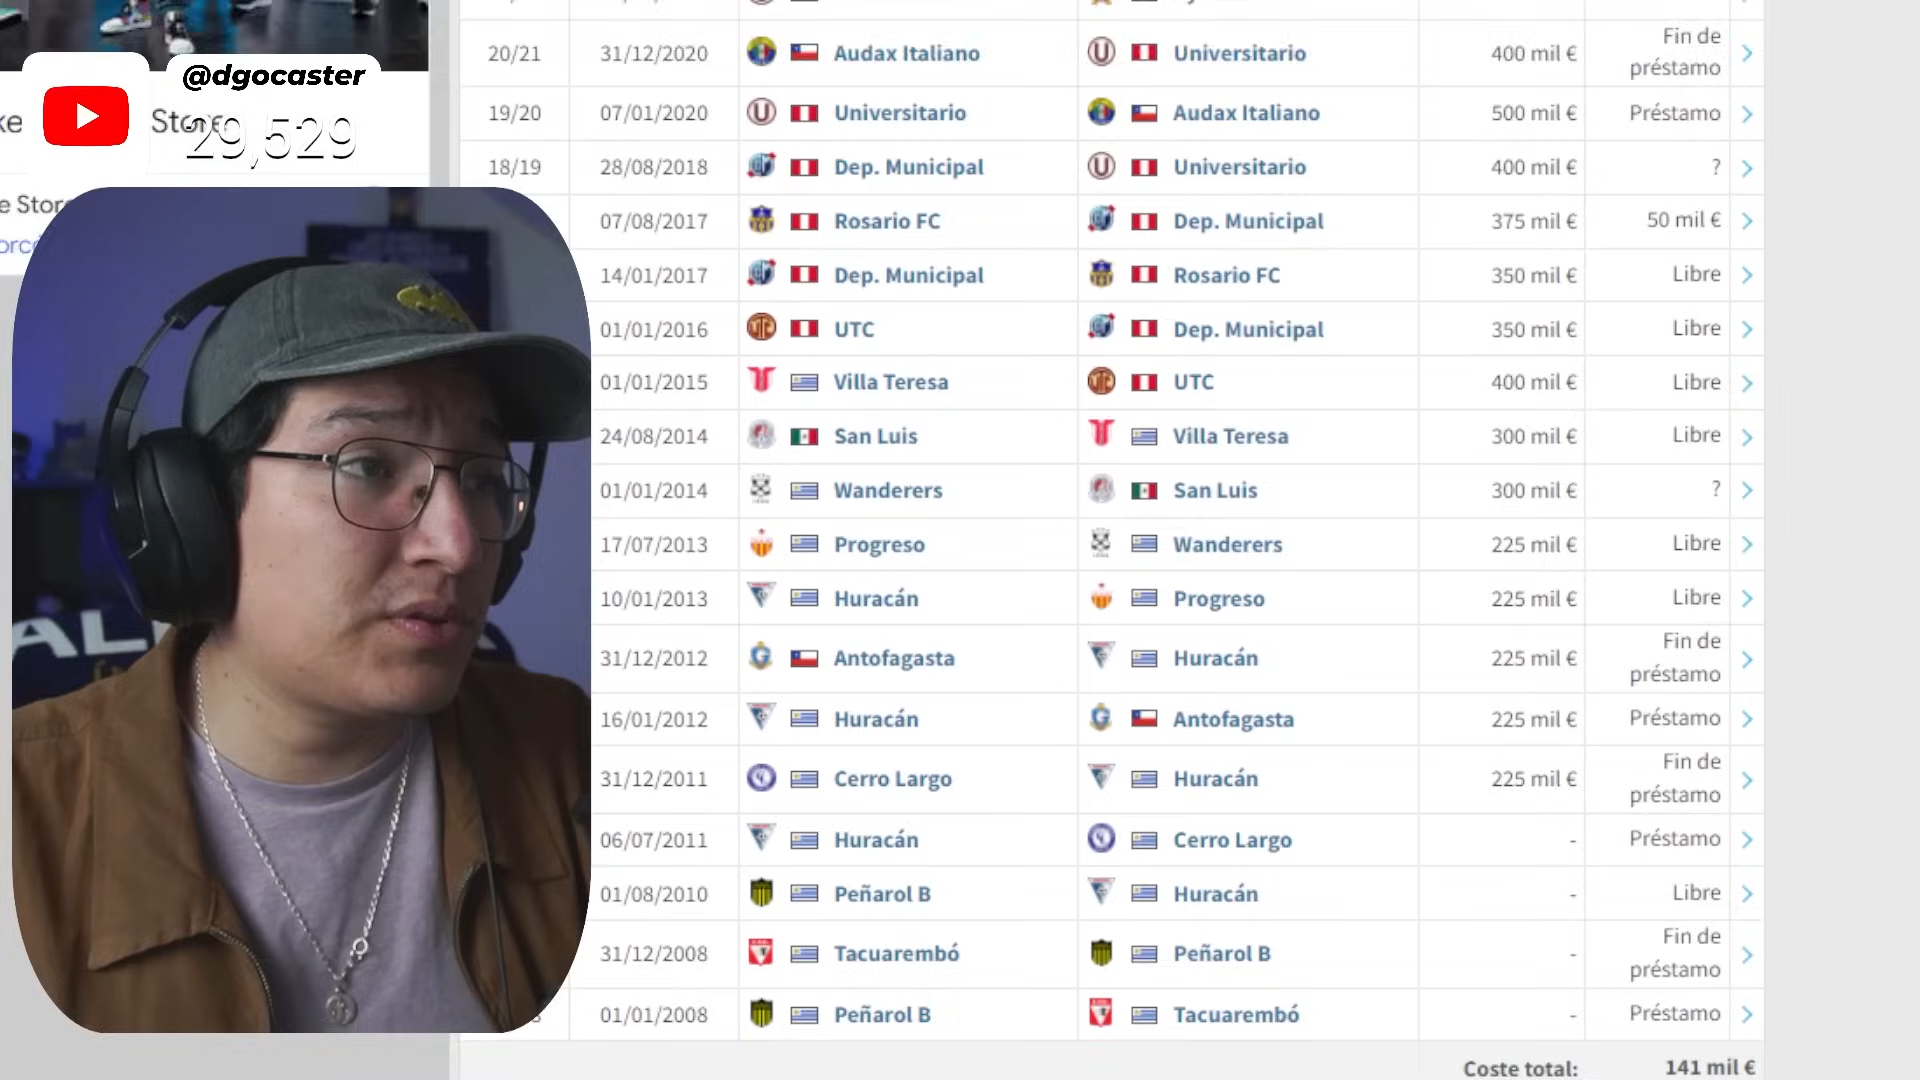 @dgocaster
29,529
ke Store
e Store
20/21 31/12/2020 Audax Italiano Universitario 400 mil € Fin de préstamo
19/20 07/01/2020 Universitario Audax Italiano 500 mil € Préstamo
18/19 28/08/2018 Dep. Municipal Universitario 400 mil € ?
07/08/2017 Rosario FC Dep. Municipal 375 mil € 50 mil €
14/01/2017 Dep. Municipal Rosario FC 350 mil € Libre
01/01/2016 UTC Dep. Municipal 350 mil € Libre
01/01/2015 Villa Teresa UTC 400 mil € Libre
24/08/2014 San Luis Villa Teresa 300 mil € Libre
01/01/2014 Wanderers San Luis 300 mil € ?
17/07/2013 Progreso Wanderers 225 mil € Libre
10/01/2013 Huracán Progreso 225 mil € Libre
31/12/2012 Antofagasta Huracán 225 mil € Fin de préstamo
16/01/2012 Huracán Antofagasta 225 mil € Préstamo
31/12/2011 Cerro Largo Huracán 225 mil € Fin de préstamo
06/07/2011 Huracán Cerro Largo - Préstamo
01/08/2010 Peñarol B Huracán - Libre
31/12/2008 Tacuarembó Peñarol B - Fin de préstamo
01/01/2008 Peñarol B Tacuarembó - Préstamo
Coste total: 141 mil €